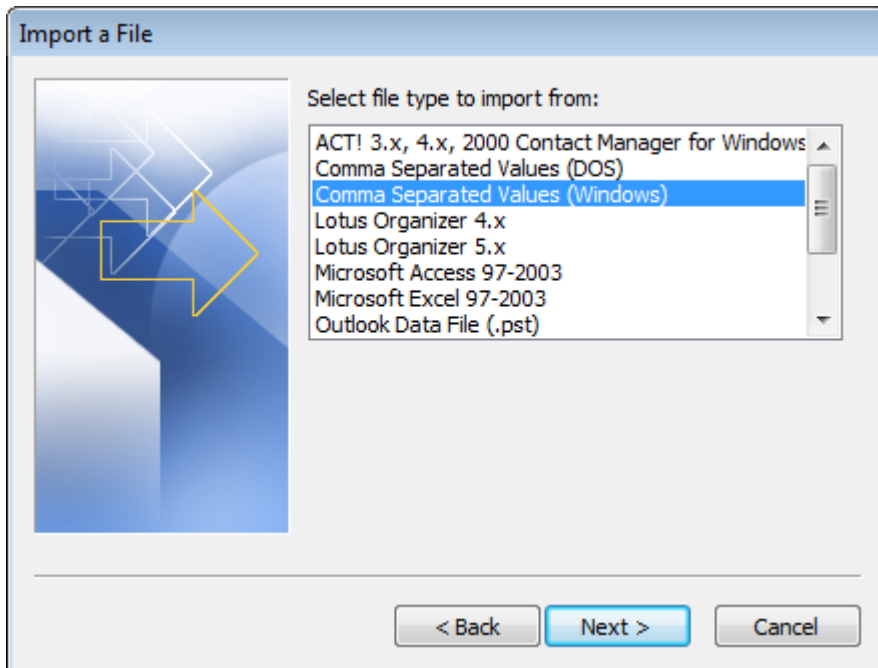 Import a File
Select file type to import from:
ACT! 3.x, 4.x, 2000 Contact Manager for Windows
Comma Separated Values (DOS)
Comma Separated Values (Windows)
Lotus Organizer 4.x
Lotus Organizer 5.x
Microsoft Access 97-2003
Microsoft Excel 97-2003
Outlook Data File (.pst)
< Back Next > Cancel